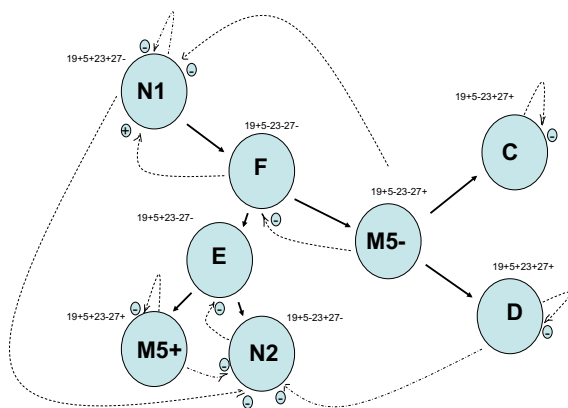 19+5+23+27-
-
-
N1
+
19+5-23-27-
F
-
19+5-23+27+
C
-
19+5-23-27+
M5-
19+5+23-27-
E
-
19+5+23-27+
-
M5+
19+5-23+27-
N2
-
-
-
19+5+23+27+
D
-